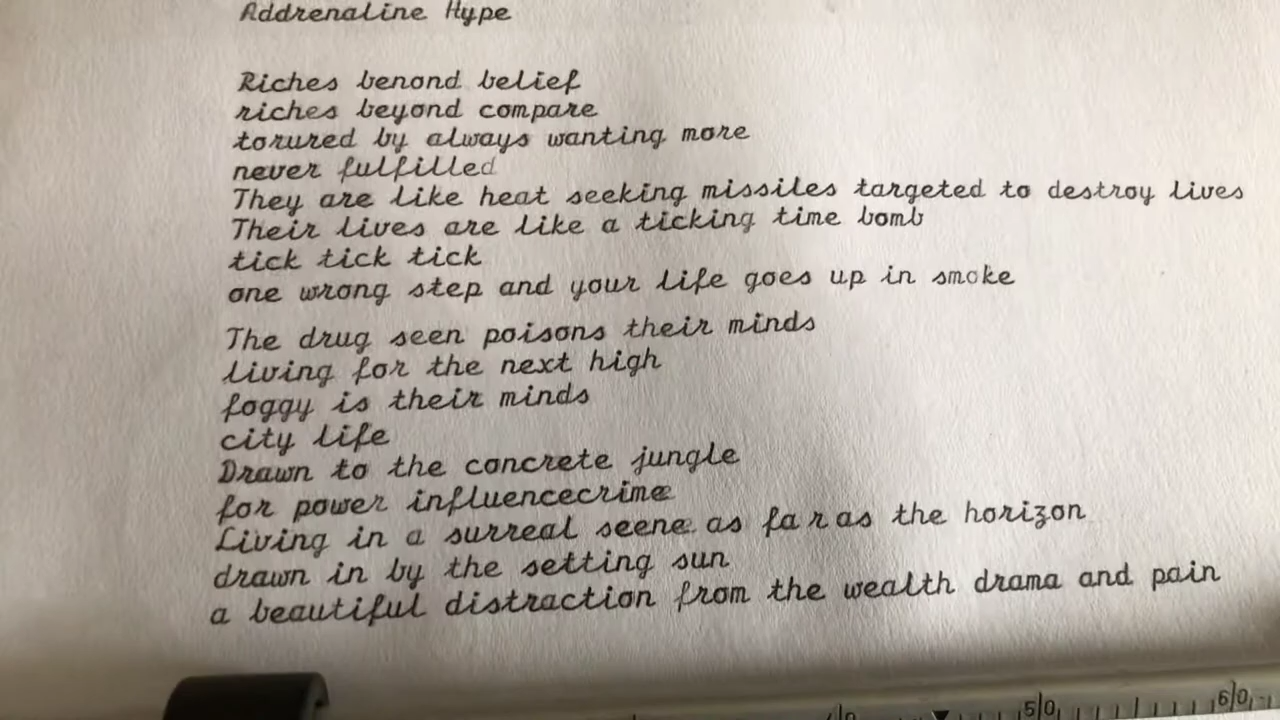 Addrenaline Hype
Riches benond belief
riches beyond compare
torured by always wanting more
never fulfilled
They are like heat seeking missiles targeted to destroy lives
Their lives are like a ticking time bomb
tick tick tick
one wrong step and your life goes up in smoke
The drug seen poisons their minds
living for the next high
foggy is their minds
city life
Drawn to the concrete jungle
for power influencecrime
Living in a surreal seene as far as the horizon
drawn in by the setting sun
a beautiful distraction from the wealth drama and pain
50 60